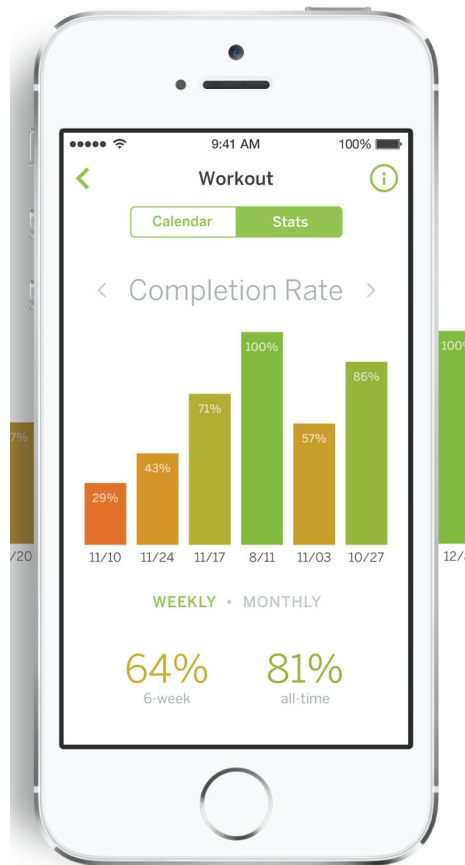 9:41 AM 100%
Workout
Calendar Stats
Completion Rate
100%
86%
71%
57%
43%
29%
11/10 11/24 11/17 8/11 11/03 10/27
WEEKLY • MONTHLY
64% 81%
6-week all-time